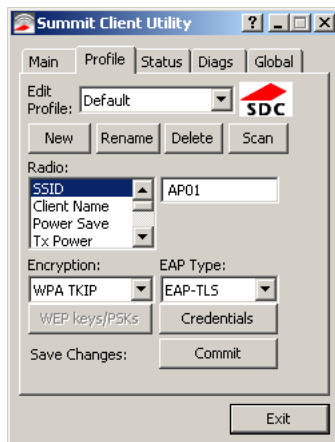 Summit Client Utility
Main Profile Status Diags Global
Edit Profile: Default
SDC
New Rename Delete Scan
Radio:
SSID AP01
Client Name
Power Save
Tx Power
Encryption: EAP Type:
WPA TKIP EAP-TLS
WEP keys/PSKs Credentials
Save Changes: Commit
Exit